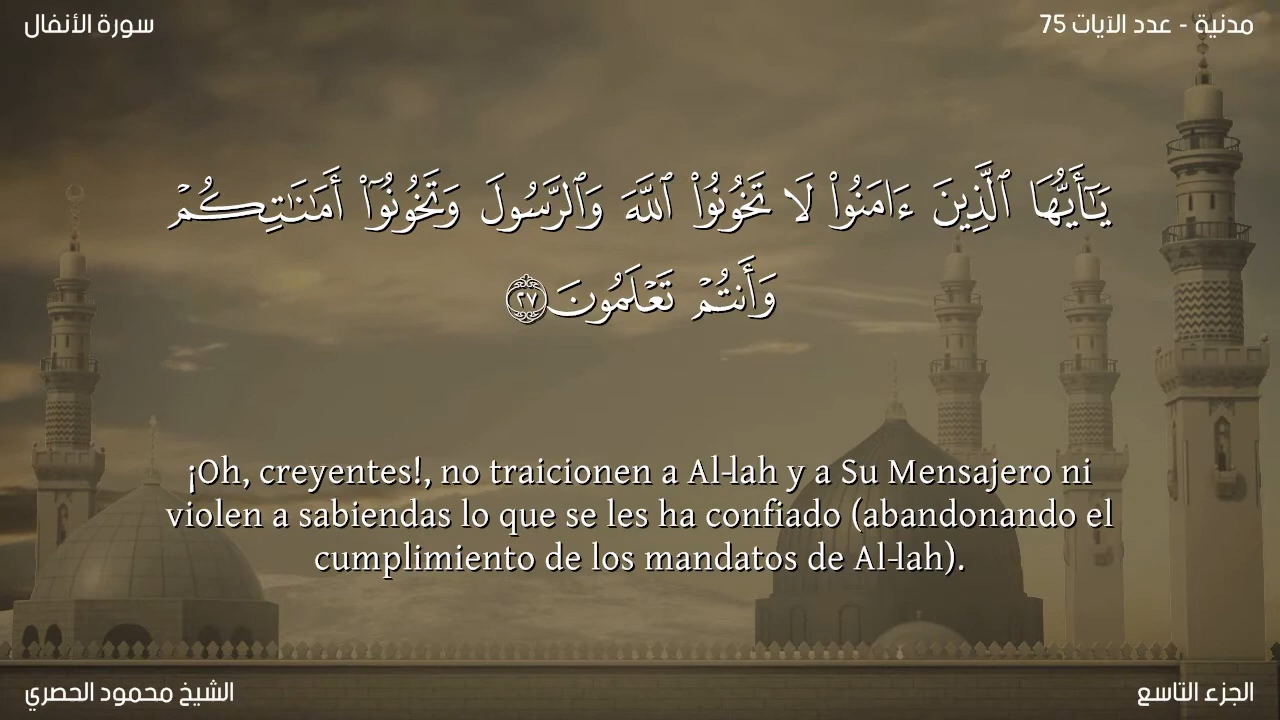 سورة الأنفال
مدنية - عدد الآيات 75
يَـٰٓأَيُّهَا ٱلَّذِينَ ءَامَنُوا۟ لَا تَخُونُوا۟ ٱللَّهَ وَٱلرَّسُولَ وَتَخُونُوٓا۟ أَمَـٰنَـٰتِكُمْ
وَأَنتُمْ تَعْلَمُونَ ٢٧
¡Oh, creyentes!, no traicionen a Al-lah y a Su Mensajero ni
violen a sabiendas lo que se les ha confiado (abandonando el
cumplimiento de los mandatos de Al-lah).
الشيخ محمود الحصري
الجزء التاسع